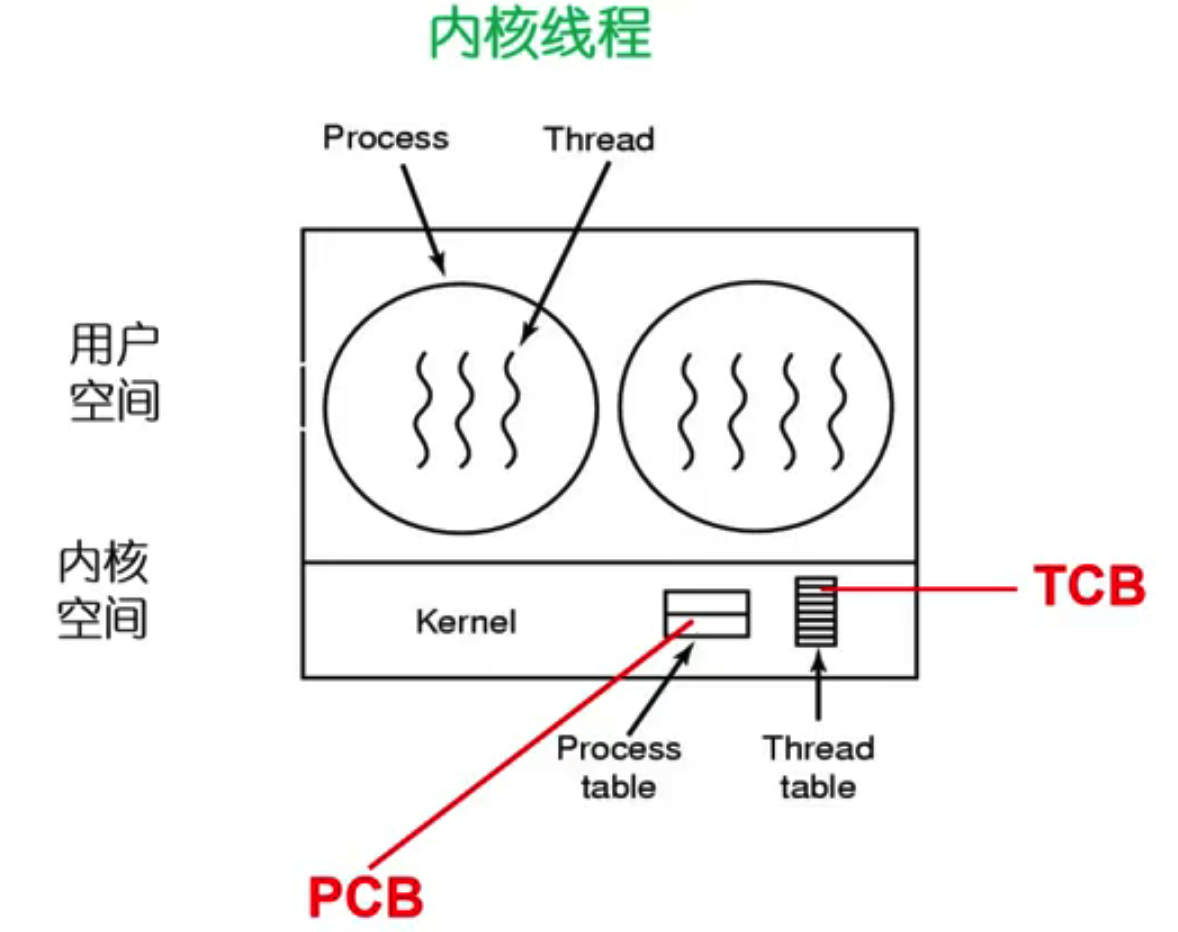 内核线程
Process
Thread
用户
空间
内核
空间
Kernel
TCB
Process
table
Thread
table
PCB